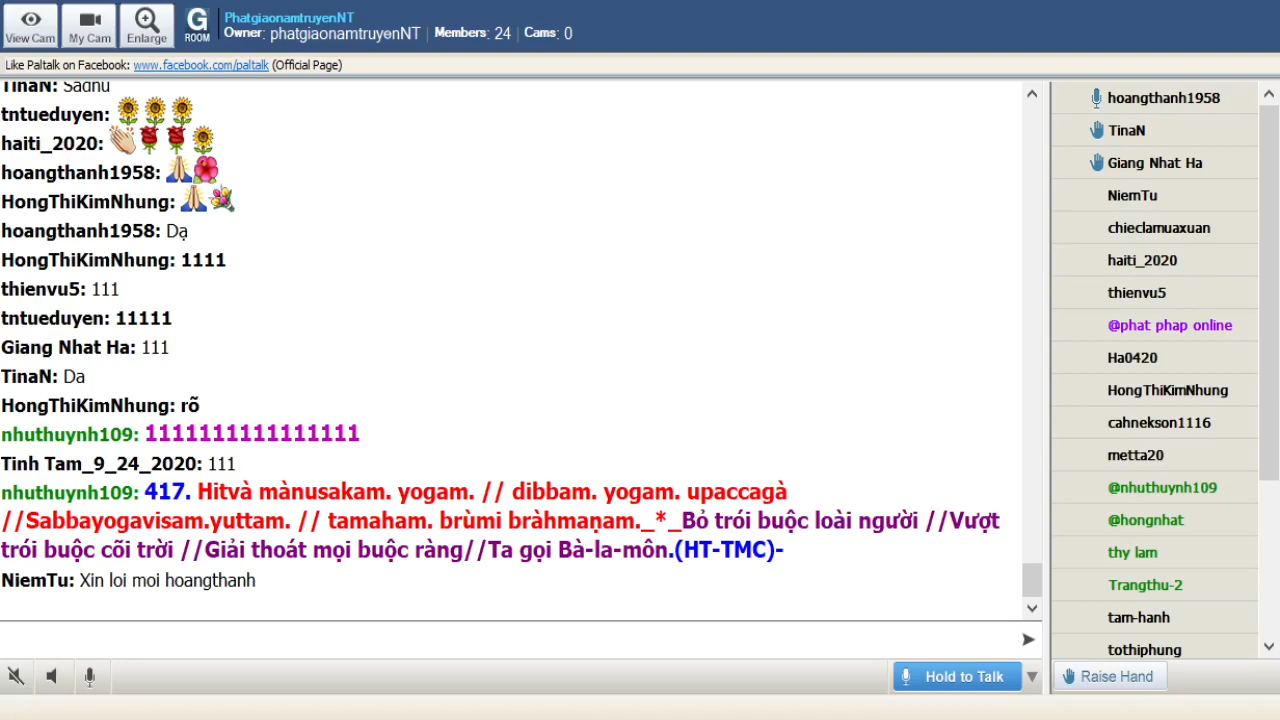 View Cam
My Cam
Enlarge
G
ROOM
PhatgiaonamtruyenNT
Owner: phatgiaonamtruyenNT | Members: 24 | Cams: 0
Like Paltalk on Facebook: www.facebook.com/paltalk (Official Page)
TinaN: Sadhu
tntueduyen:
haiti_2020:
hoangthanh1958:
HongThiKimNhung:
hoangthanh1958: Dạ
HongThiKimNhung: 1111
thienvu5: 111
tntueduyen: 11111
Giang Nhat Ha: 111
TinaN: Da
HongThiKimNhung: rõ
nhuthuynh109: 1111111111111111
Tinh Tam_9_24_2020: 111
nhuthuynh109: 417. Hitvà mànusakam. yogam. // dibbam. yogam. upaccagà
//Sabbayogavisam.yuttam. // tamaham. brùmi bràhmaṇam._*_Bỏ trói buộc loài người //Vượt
trói buộc cõi trời //Giải thoát mọi buộc ràng//Ta gọi Bà-la-môn.(HT-TMC)-
NiemTu: Xin loi moi hoangthanh
hoangthanh1958
TinaN
Giang Nhat Ha
NiemTu
chieclamuaxuan
haiti_2020
thienvu5
@phat phap online
Ha0420
HongThiKimNhung
cahnekson1116
metta20
@nhuthuynh109
@hongnhat
thy lam
Trangthu-2
tam-hanh
tothiphung
Hold to Talk
Raise Hand